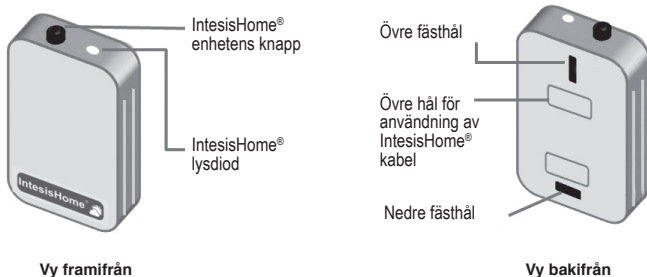 IntesisHome®
enhetens knapp
IntesisHome®
lysdiod
IntesisHome®
Vy framifrån
Övre fästhål
Övre hål för
användning av
IntesisHome®
kabel
Nedre fästhål
Vy bakifrån